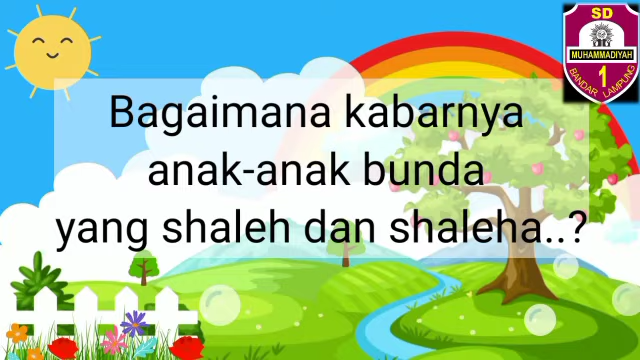 SD
MUHAMMADIYAH
1
BANDAR LAMPUNG
Bagaimana kabarnya
anak-anak bunda
yang shaleh dan shaleha..?